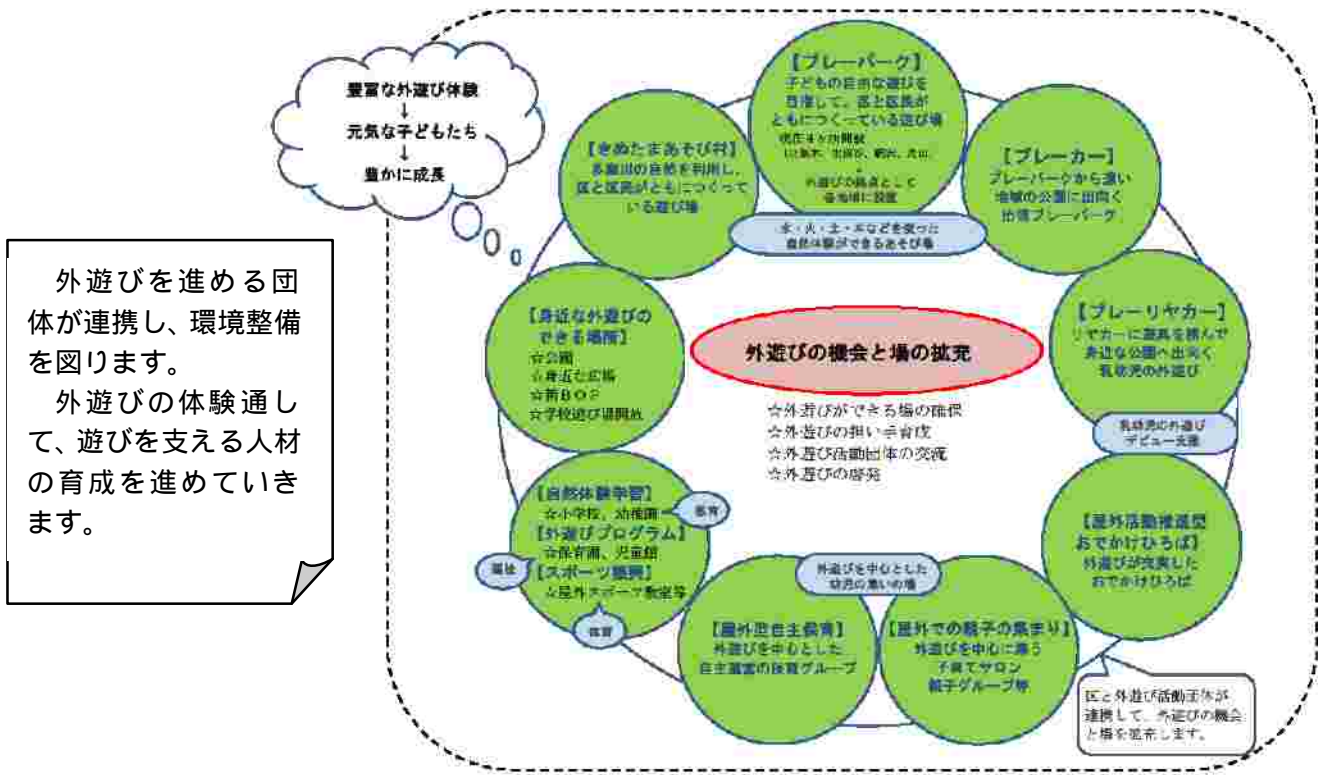 豊富な外遊び体験
↓
元気な子どもたち
↓
豊かに成長
外遊びを進める団
体が連携し、環境整備
を図ります。
外遊びの体験通し
て、遊びを支える人材
の育成を進めていき
ます。
【プレーパーク】
子どもの自由な遊びを
目指して、区と区民が
ともにつくっている遊び場
現在4ヶ所開設
外遊びの拠点として
各地域に設置
【きぬたまあそび村】
多摩川の自然を利用し、
区と区民がともにつくって
いる遊び場
【プレーカー】
プレーパークから遠い
地域の公園に出向く
出張プレーパーク
水・火・土・木などを使った
自然体験ができるあそび場
【身近な外遊びの
できる場所】
☆公園
☆身近な広場
☆新BOP
☆学校遊び場開放
外遊びの機会と場の拡充
☆外遊びができる場の確保
☆外遊びの担い手育成
☆外遊び活動団体の交流
☆外遊びの啓発
【プレーリヤカー】
リヤカーに遊具を積んで
身近な公園へ出向く
乳幼児の外遊び
乳幼児の外遊び
デビュー支援
【自然体験学習】
☆小学校、幼稚園
教育
【外遊びプログラム】
☆保育園、児童館
福祉
【スポーツ振興】
☆屋外スポーツ教室等
体育
【屋外活動推進型
おでかけひろば】
外遊びが充実した
おでかけひろば
外遊びを中心とした
幼児の集いの場
【屋外型自主保育】
外遊びを中心とした
自主運営の保育グループ
【屋外での親子の集まり】
外遊びを中心に集う
子育てサロン
親子グループ等
区と外遊び活動団体が
連携して、外遊びの機会
と場を拡充します。